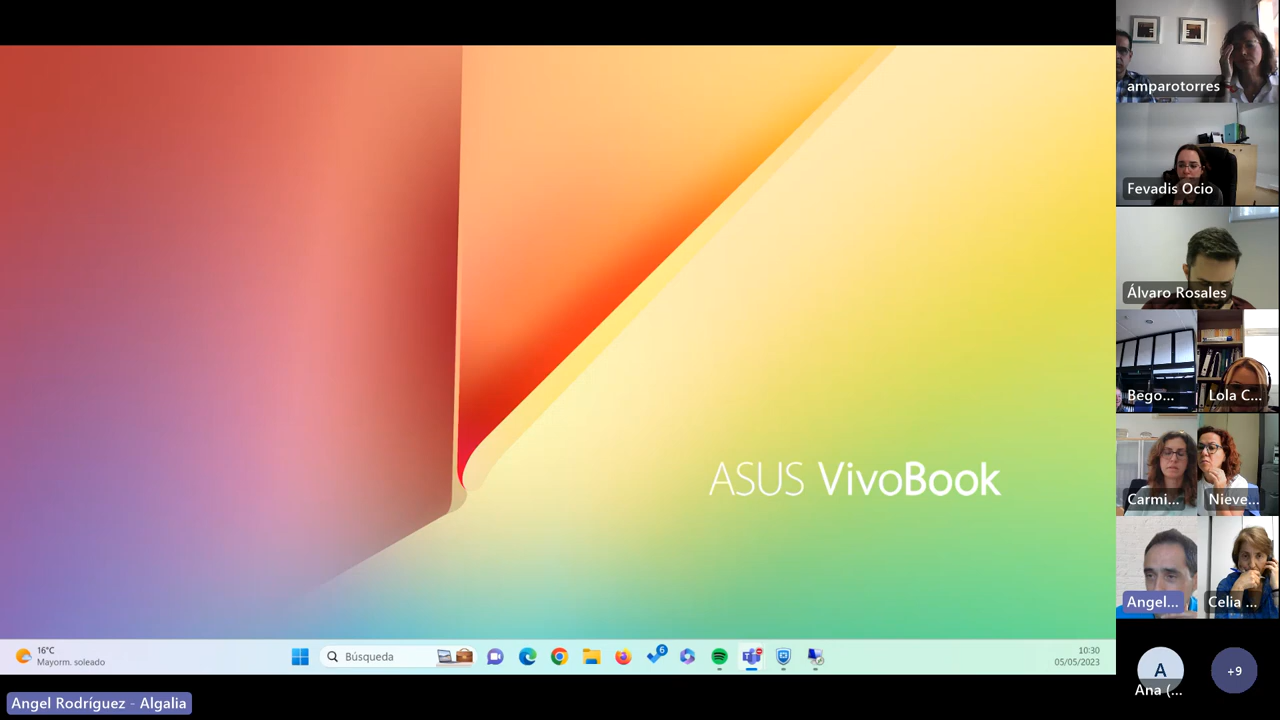 amparotorres
Fevadis Ocio
Álvaro Rosales
Bego...
Lola C...
Carmi...
Nieve...
Angel...
Celia ...
A
Ana (...
+9
ASUS VivoBook
16°C
Mayorm. soleado
Búsqueda
6
10:30
05/05/2023
Angel Rodríguez - Algalia